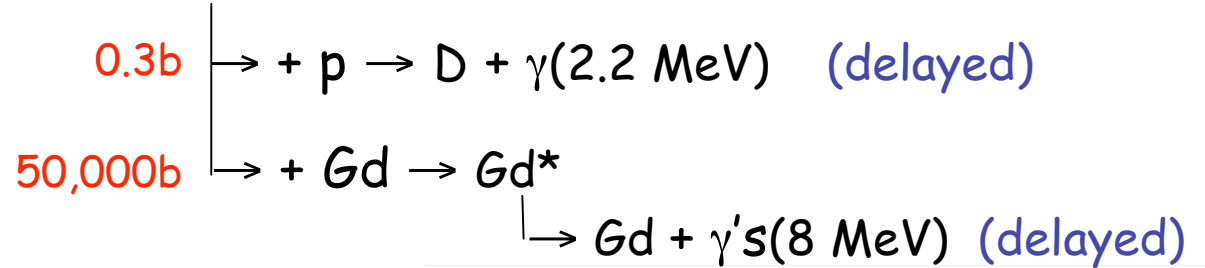 0.3b → + p → D + γ(2.2 MeV) (delayed)
50,000b → + Gd → Gd*
→ Gd + γ's(8 MeV) (delayed)